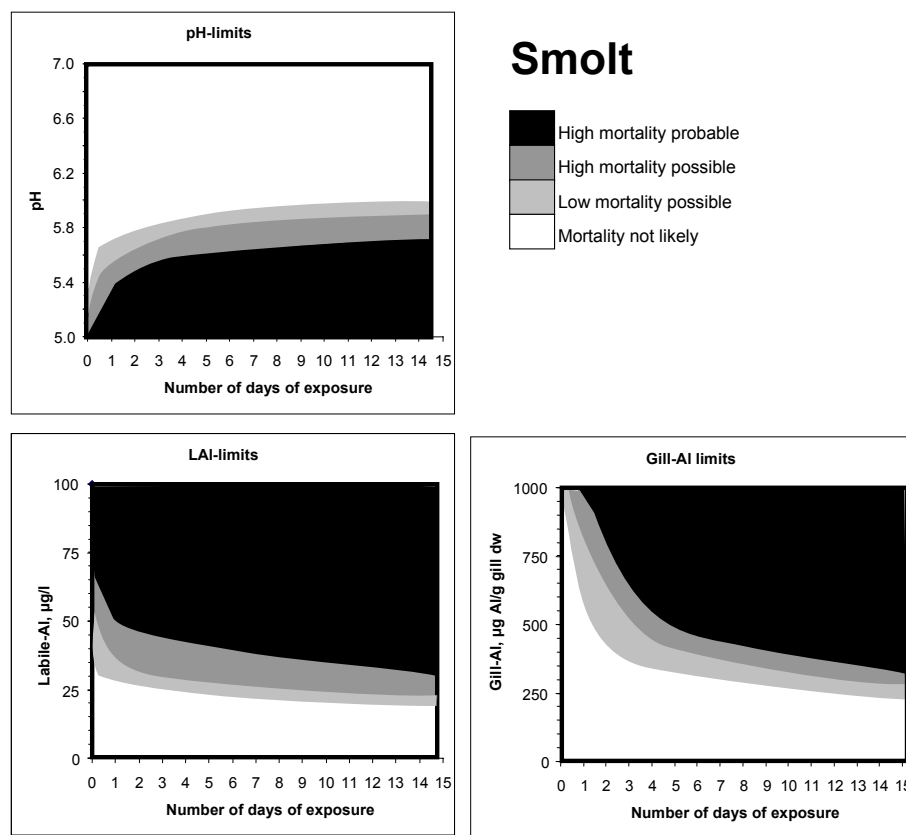 pH-limits
7.0
6.6
6.2
5.8
5.4
5.0
pH
0 1 2 3 4 5 6 7 8 9 10 11 12 13 14 15
Number of days of exposure
Smolt
High mortality probable
High mortality possible
Low mortality possible
Mortality not likely
LAl-limits
100
75
50
25
0
Labile-Al, µg/l
0 1 2 3 4 5 6 7 8 9 10 11 12 13 14 15
Number of days of exposure
Gill-Al limits
1000
750
500
250
0
Gill-Al, µg Al/g gill dw
0 1 2 3 4 5 6 7 8 9 10 11 12 13 14 15
Number of days of exposure